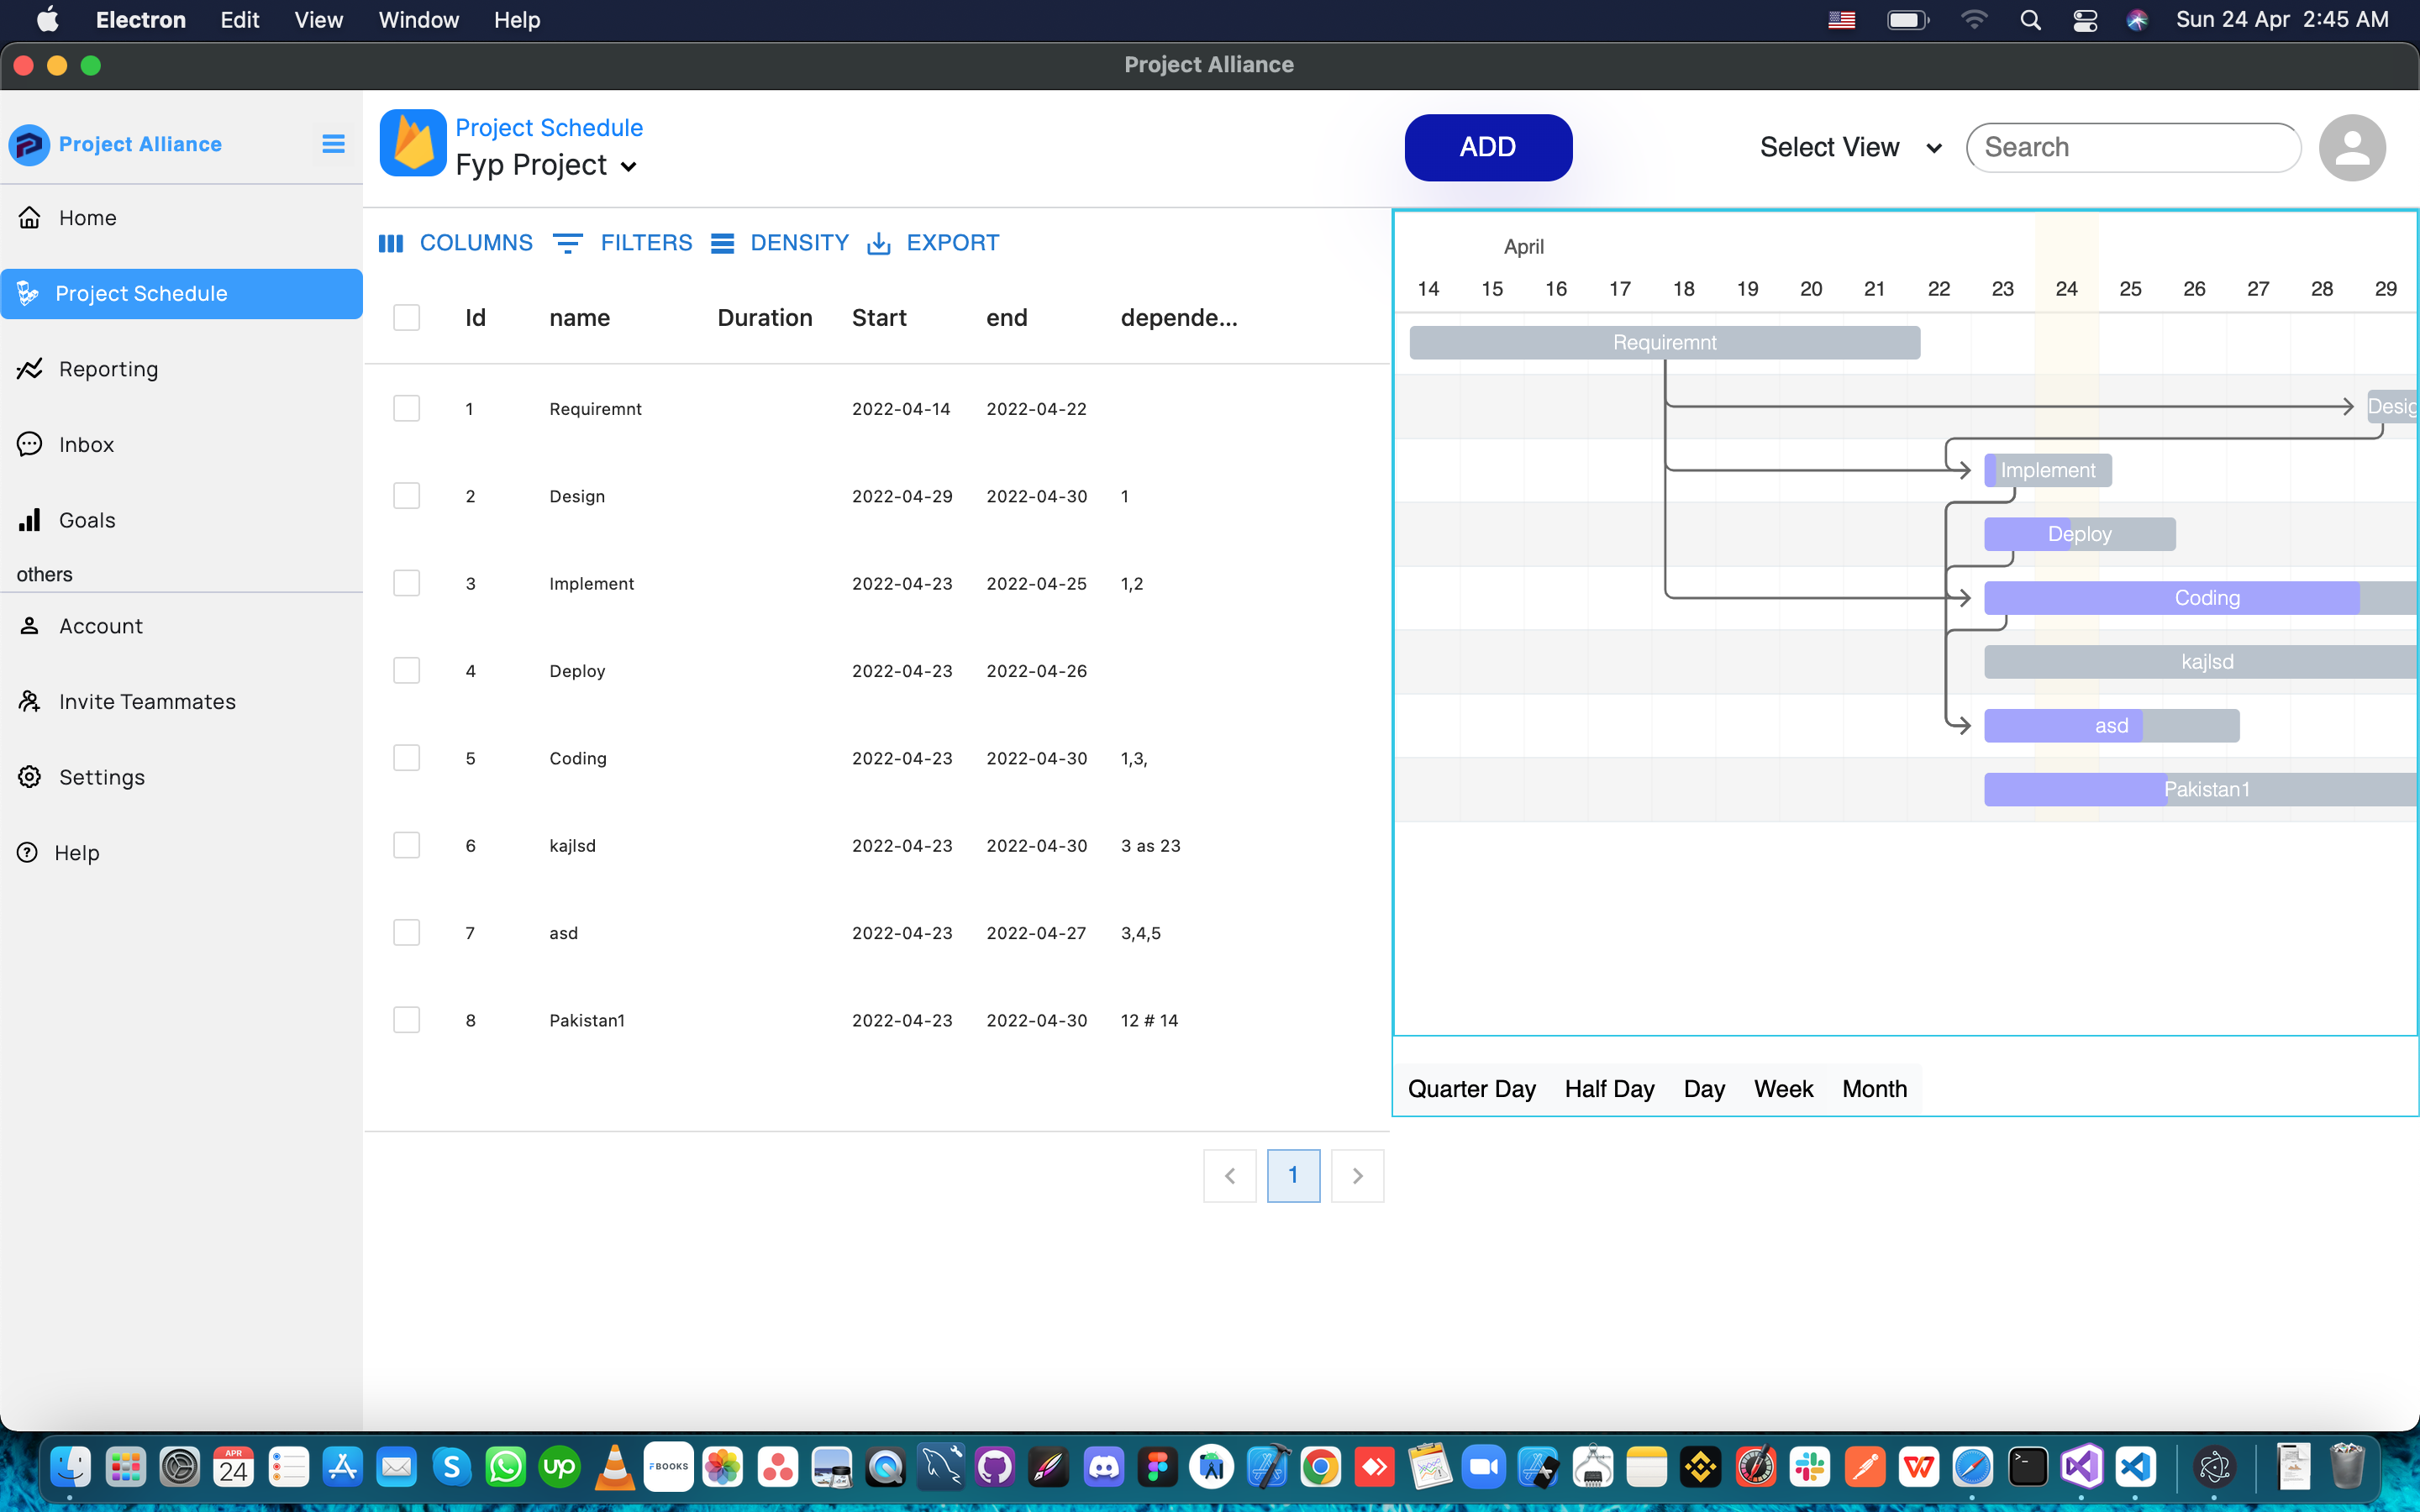 Electron Edit View Window Help Sun 24 Apr 2:45 AM
Project Alliance
Project Alliance
Home
Project Schedule
Reporting
Inbox
Goals
others
Account
Invite Teammates
Settings
Help
Project Schedule
Fyp Project
ADD
Select View
Search
COLUMNS FILTERS DENSITY EXPORT
Id name Duration Start end depende...
1 Requiremnt 2022-04-14 2022-04-22
2 Design 2022-04-29 2022-04-30 1
3 Implement 2022-04-23 2022-04-25 1,2
4 Deploy 2022-04-23 2022-04-26
5 Coding 2022-04-23 2022-04-30 1,3,
6 kajlsd 2022-04-23 2022-04-30 3 as 23
7 asd 2022-04-23 2022-04-27 3,4,5
8 Pakistan1 2022-04-23 2022-04-30 12 # 14
1
April
14 15 16 17 18 19 20 21 22 23 24 25 26 27 28 29
Requiremnt
Desig
Implement
Deploy
Coding
kajlsd
asd
Pakistan1
Quarter Day Half Day Day Week Month
APR
24
S
up
FBOOKS